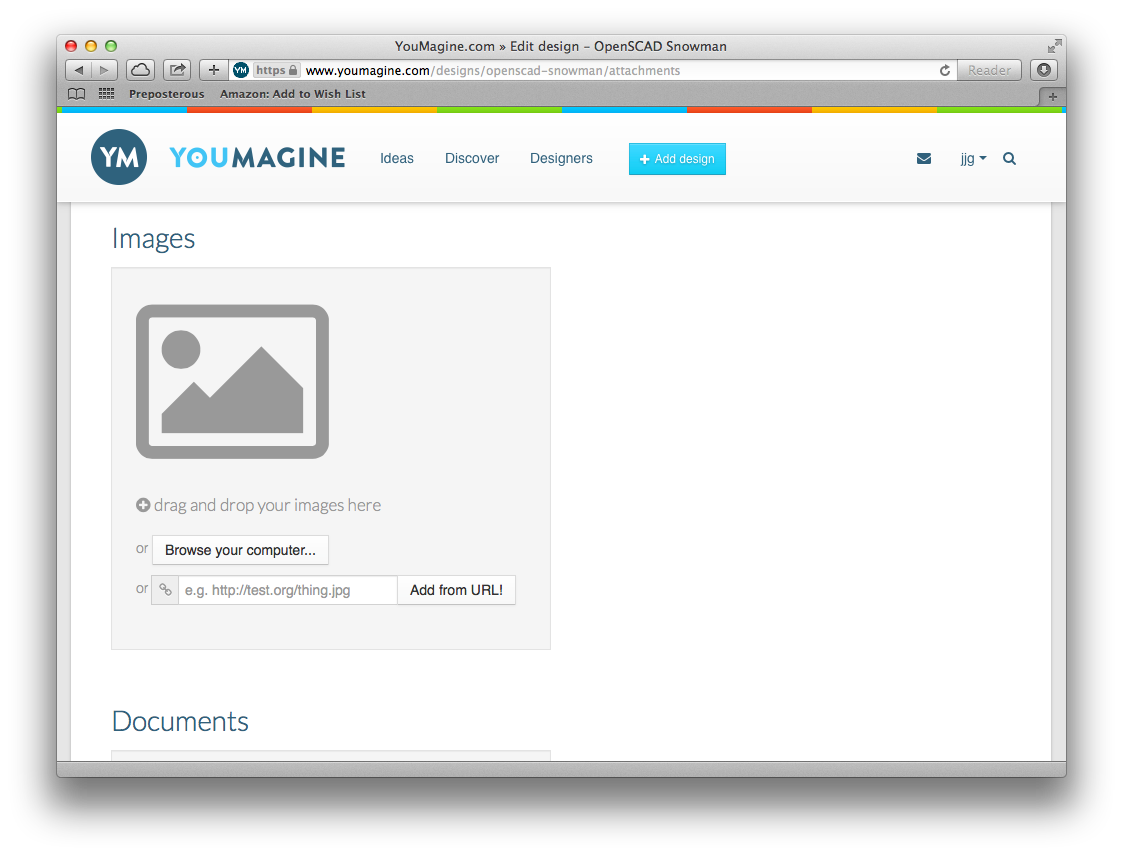 YouMagine.com » Edit design – OpenSCAD Snowman
YM https www.youmagine.com/designs/openscad-snowman/attachments Reader
Preposterous Amazon: Add to Wish List
YM YOUMAGINE Ideas Discover Designers Add design jjg
Images
drag and drop your images here
or Browse your computer...
or e.g. http://test.org/thing.jpg Add from URL!
Documents